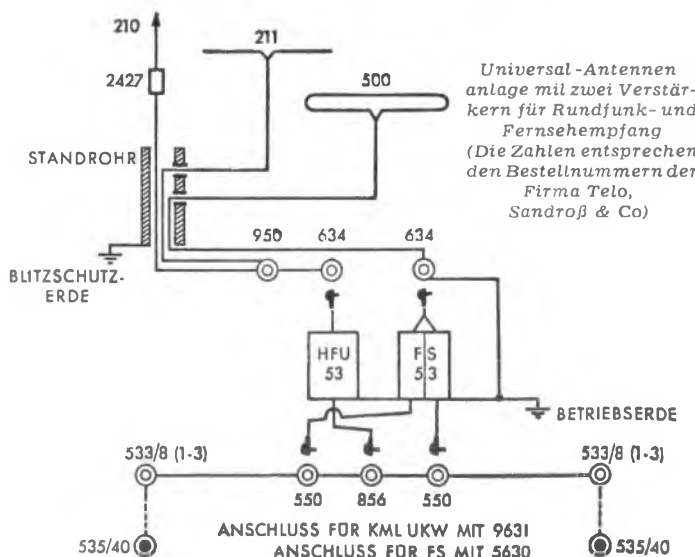 210
211
2427
500
Universal-Antennen
anlage mil zwei Verstär-
kern für Rundfunk- und
Fernsehempfang
(Die Zahlen entsprechen
den Bestellnummern der
Firma Telo,
Sandroß & Co)
STANDROHR
950 634 634
BLITZSCHUTZ-
ERDE
HFU
53
FS
53
BETRIEBSERDE
533/8 (1-3) 533/8 (1-3)
550 856 550
ANSCHLUSS FÜR KML UKW MIT 9631
ANSCHLUSS FÜR FS MIT 5630
535/40 535/40